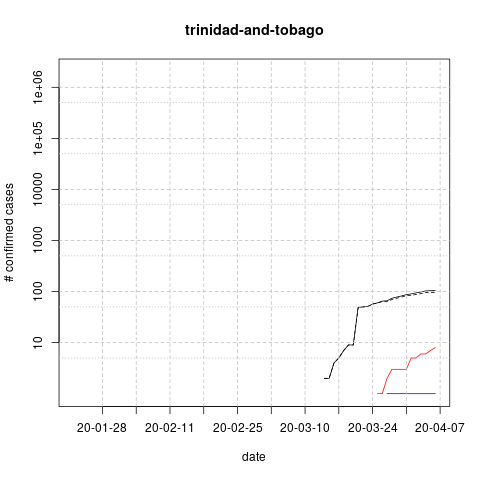 trinidad-and-tobago
# confirmed cases
1e+06
1e+05
10000
1000
100
10
20-01-28 20-02-11 20-02-25 20-03-10 20-03-24 20-04-07
date